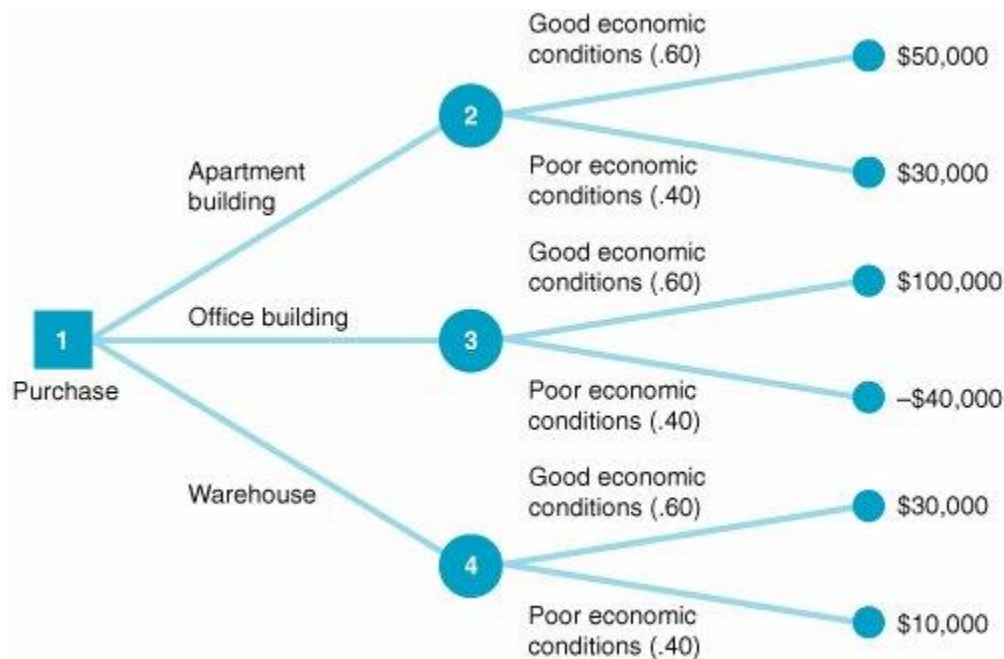 Good economic
conditions (.60)
$50,000
2
Poor economic
conditions (.40)
$30,000
Apartment
building
Good economic
conditions (.60)
$100,000
Office building
1
3
Purchase
Poor economic
conditions (.40)
–$40,000
Good economic
conditions (.60)
Warehouse
$30,000
4
Poor economic
conditions (.40)
$10,000